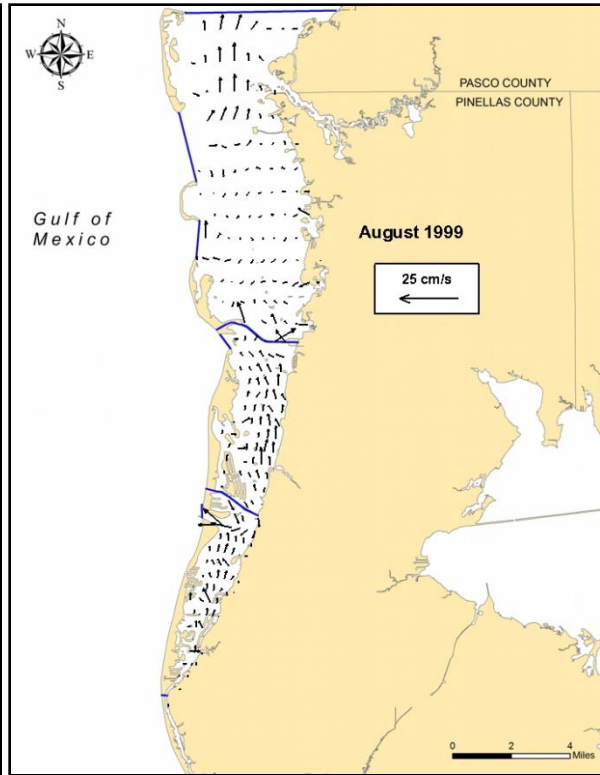 N
W E
S
PASCO COUNTY
PINELLAS COUNTY
Gulf of
Mexico
August 1999
25 cm/s
0 2 4
Miles